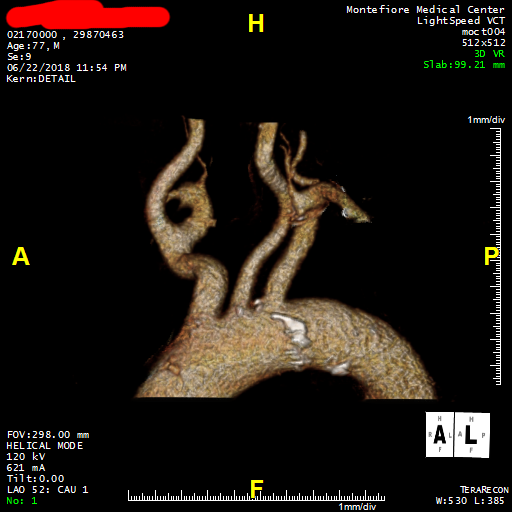 H
Montefiore Medical Center
LightSpeed VCT
moct004
512x512
3D VR
Slab:99.21 mm
02170000 , 29870463
Age:77,M
Se:9
06/22/2018 11:54 PM
Kern:DETAIL
1mm/div
A
P
FOV:298.00 mm
HELICAL MODE
120 kV
621 mA
Tilt:0.00
LAO 52: CAU 1
No: 1
F
1mm/div
H H
R A L A L P
F F
TERARECON
W:530 L:385